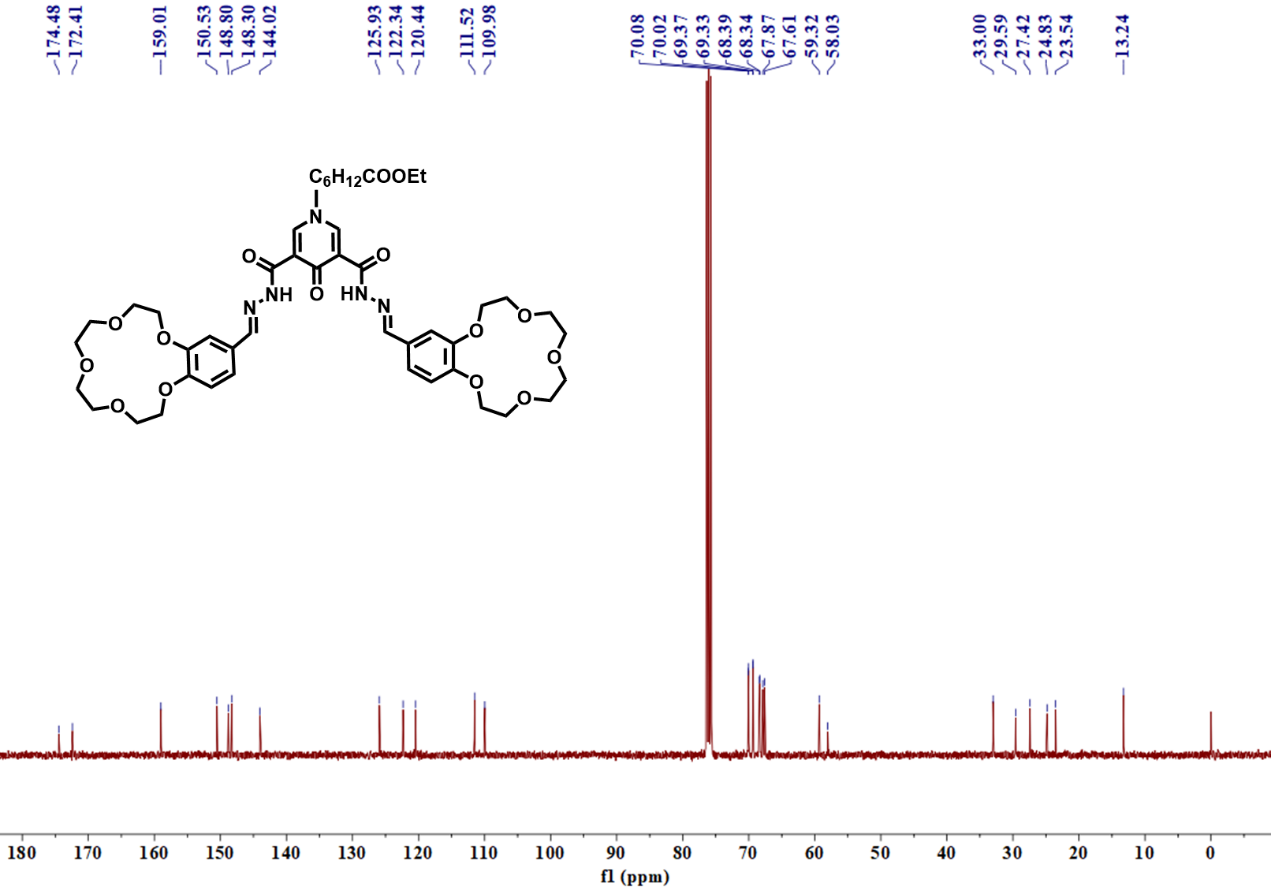 174.48
172.41
159.01
150.53
148.80
148.30
144.02
125.93
122.34
120.44
111.52
109.98
70.08
70.02
69.37
69.33
68.39
68.34
67.87
67.61
59.32
58.03
33.00
29.59
27.42
24.83
23.54
13.24
C6H12COOEt
N
O
O
O
N
NH
HN
N
O
O
O
O
O
O
O
O
O
O
180 170 160 150 140 130 120 110 100 90 80 70 60 50 40 30 20 10 0
f1 (ppm)